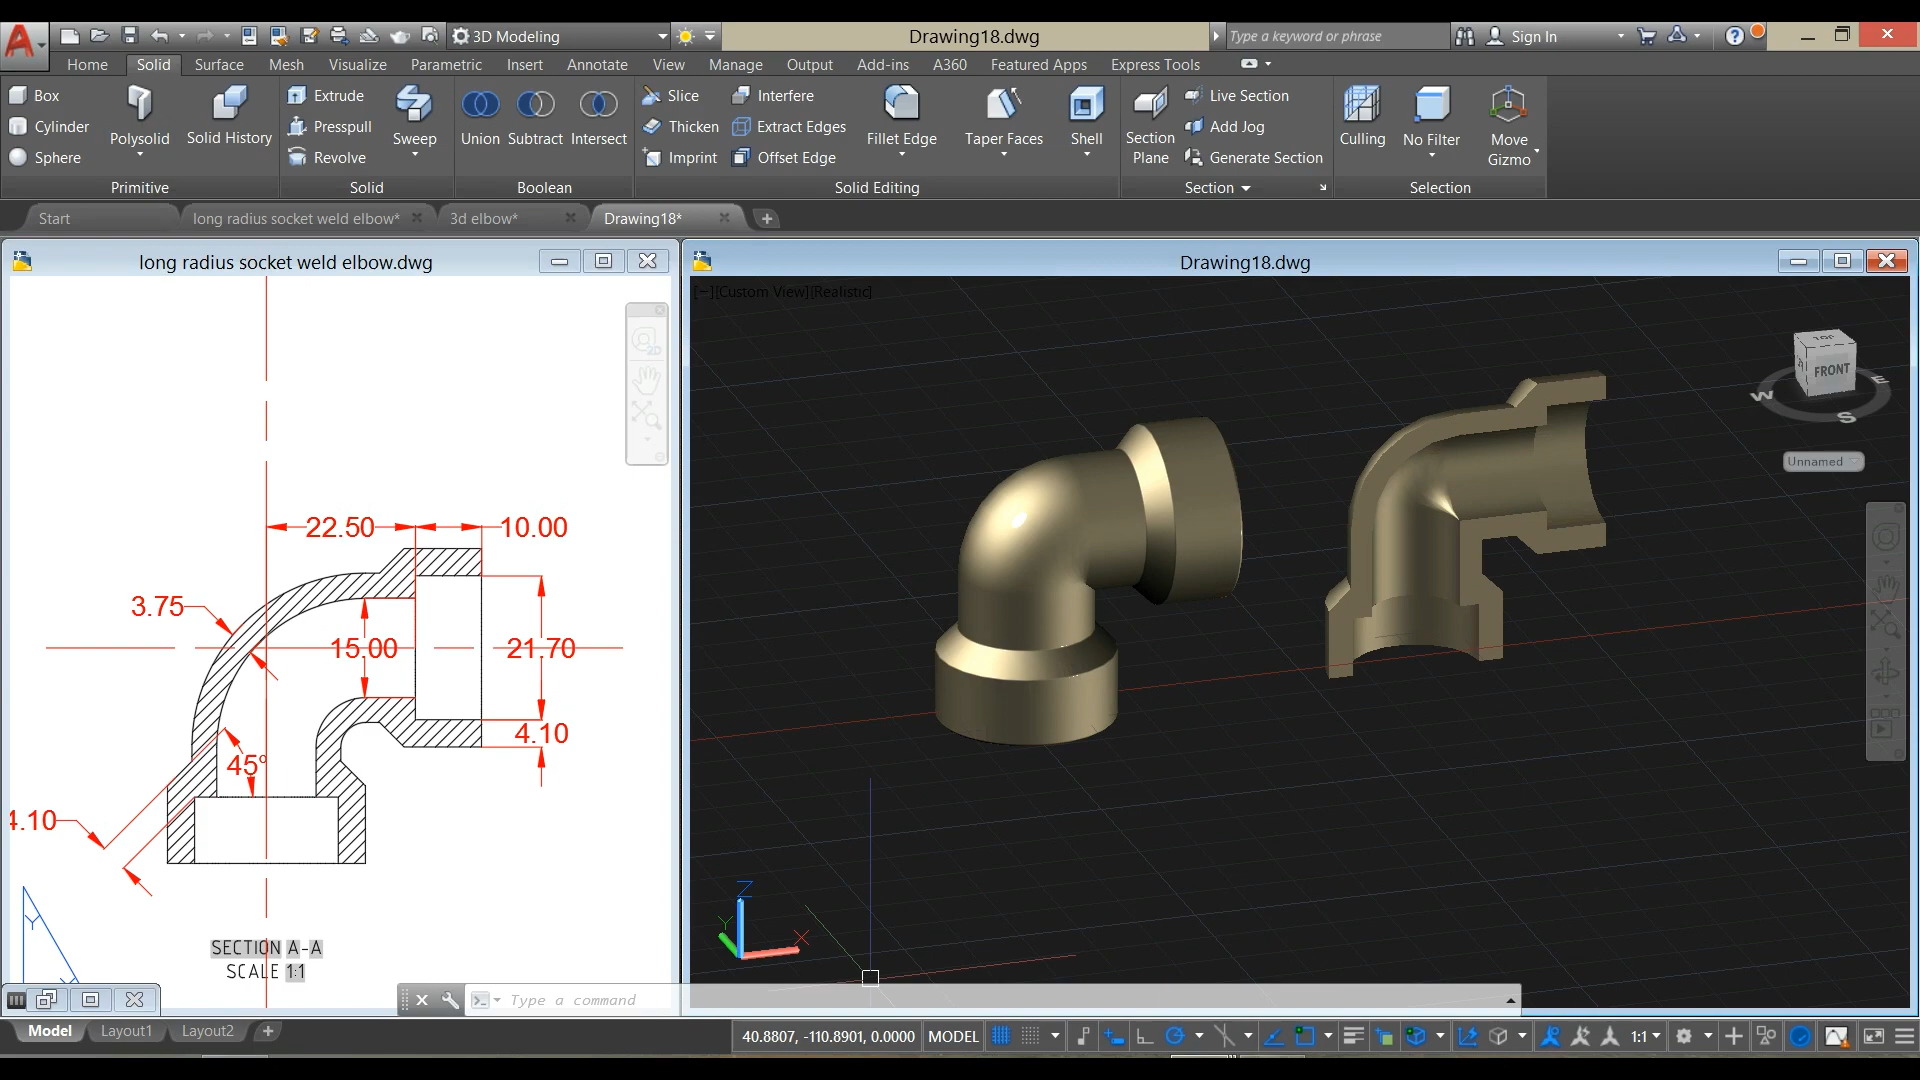 3D Modeling
Drawing18.dwg
Type a keyword or phrase
Sign In
Home Solid Surface Mesh Visualize Parametric Insert Annotate View Manage Output Add-ins A360 Featured Apps Express Tools
Box
Cylinder
Sphere
Polysolid
Solid History
Primitive
Extrude
Presspull
Revolve
Sweep
Solid
Union
Subtract
Intersect
Boolean
Slice
Thicken
Imprint
Interfere
Extract Edges
Offset Edge
Fillet Edge
Taper Faces
Shell
Solid Editing
Section
Plane
Live Section
Add Jog
Generate Section
Section
Culling
No Filter
Move
Gizmo
Selection
Start
long radius socket weld elbow*
3d elbow*
Drawing18*
long radius socket weld elbow.dwg
2D
22.50
10.00
3.75
15.00
21.70
4.10
45°
4.10
Y
SECTION A-A
SCALE 1:1
Drawing18.dwg
[−][Custom View][Realistic]
TOP
FRONT
W
S
E
Unnamed
Z
Y
X
Type a command
Model
Layout1
Layout2
40.8807, -110.8901, 0.0000
MODEL
1:1